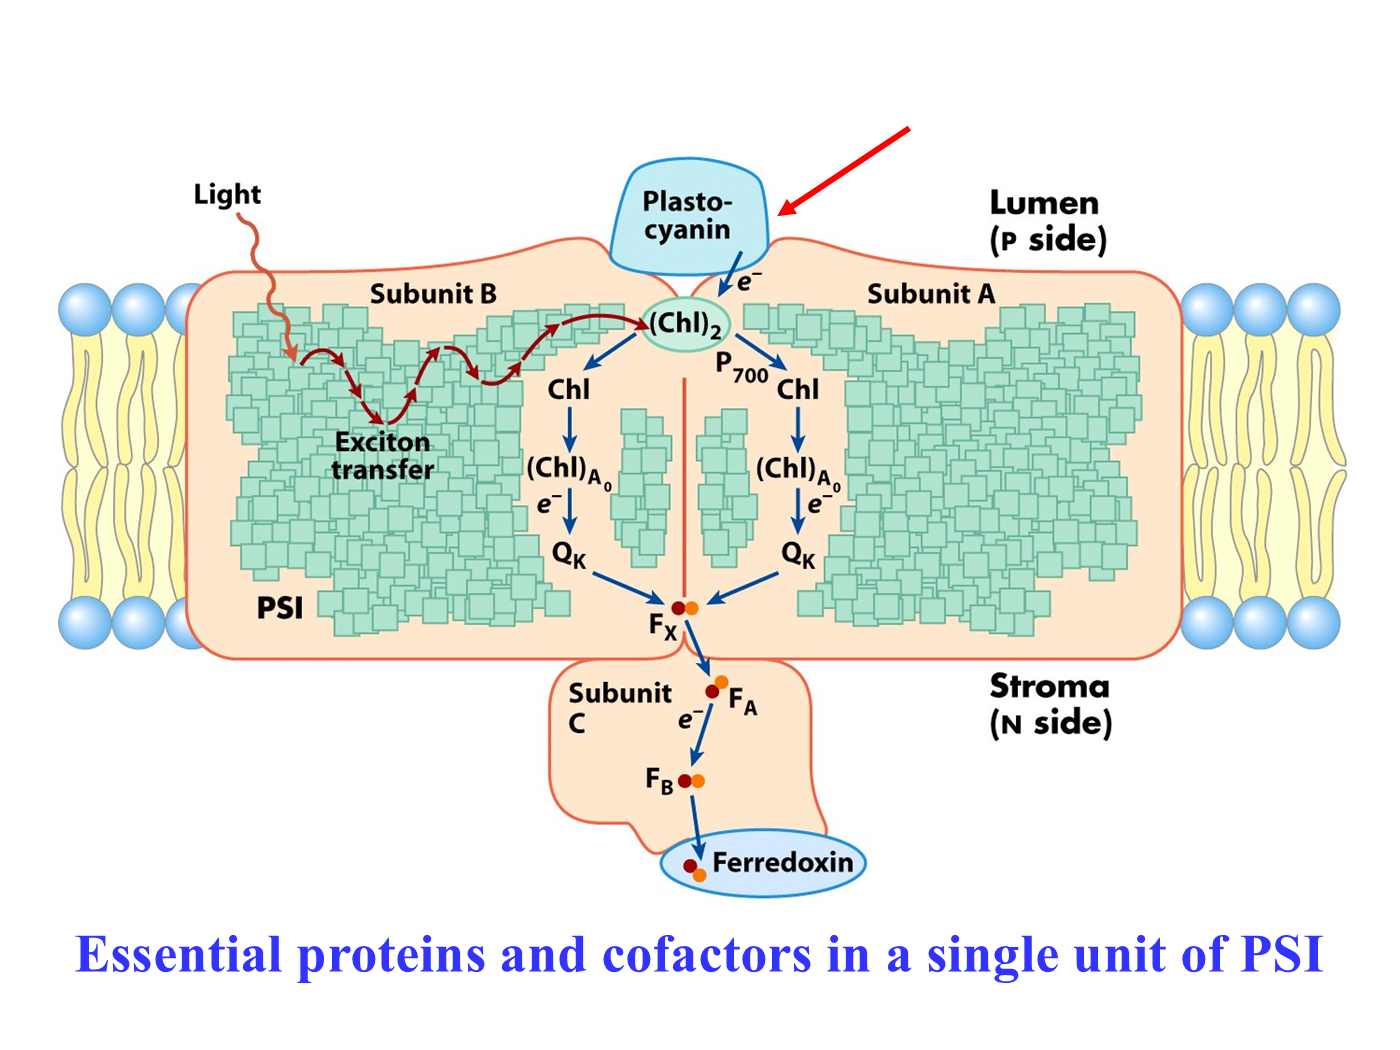 Light
Plasto-
cyanin
Lumen
(P side)
e–
Subunit B
Subunit A
(Chl)2
P700
Chl
Chl
Exciton
transfer
(Chl)A0
(Chl)A0
e–
e–
QK
QK
PSI
FX
Subunit
C
e–
FA
Stroma
(N side)
FB
Ferredoxin
Essential proteins and cofactors in a single unit of PSI